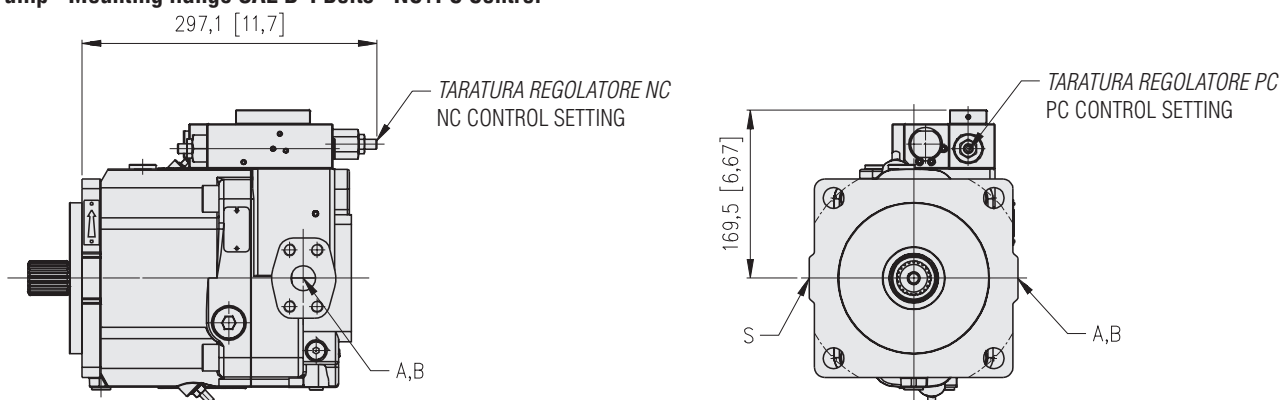 Mounting flange SAE D 4 Bolts - NC+PC Control
297,1 [11,7]
TARATURA REGOLATORE NC
NC CONTROL SETTING
A,B
169,5 [6,67]
TARATURA REGOLATORE PC
PC CONTROL SETTING
S
A,B